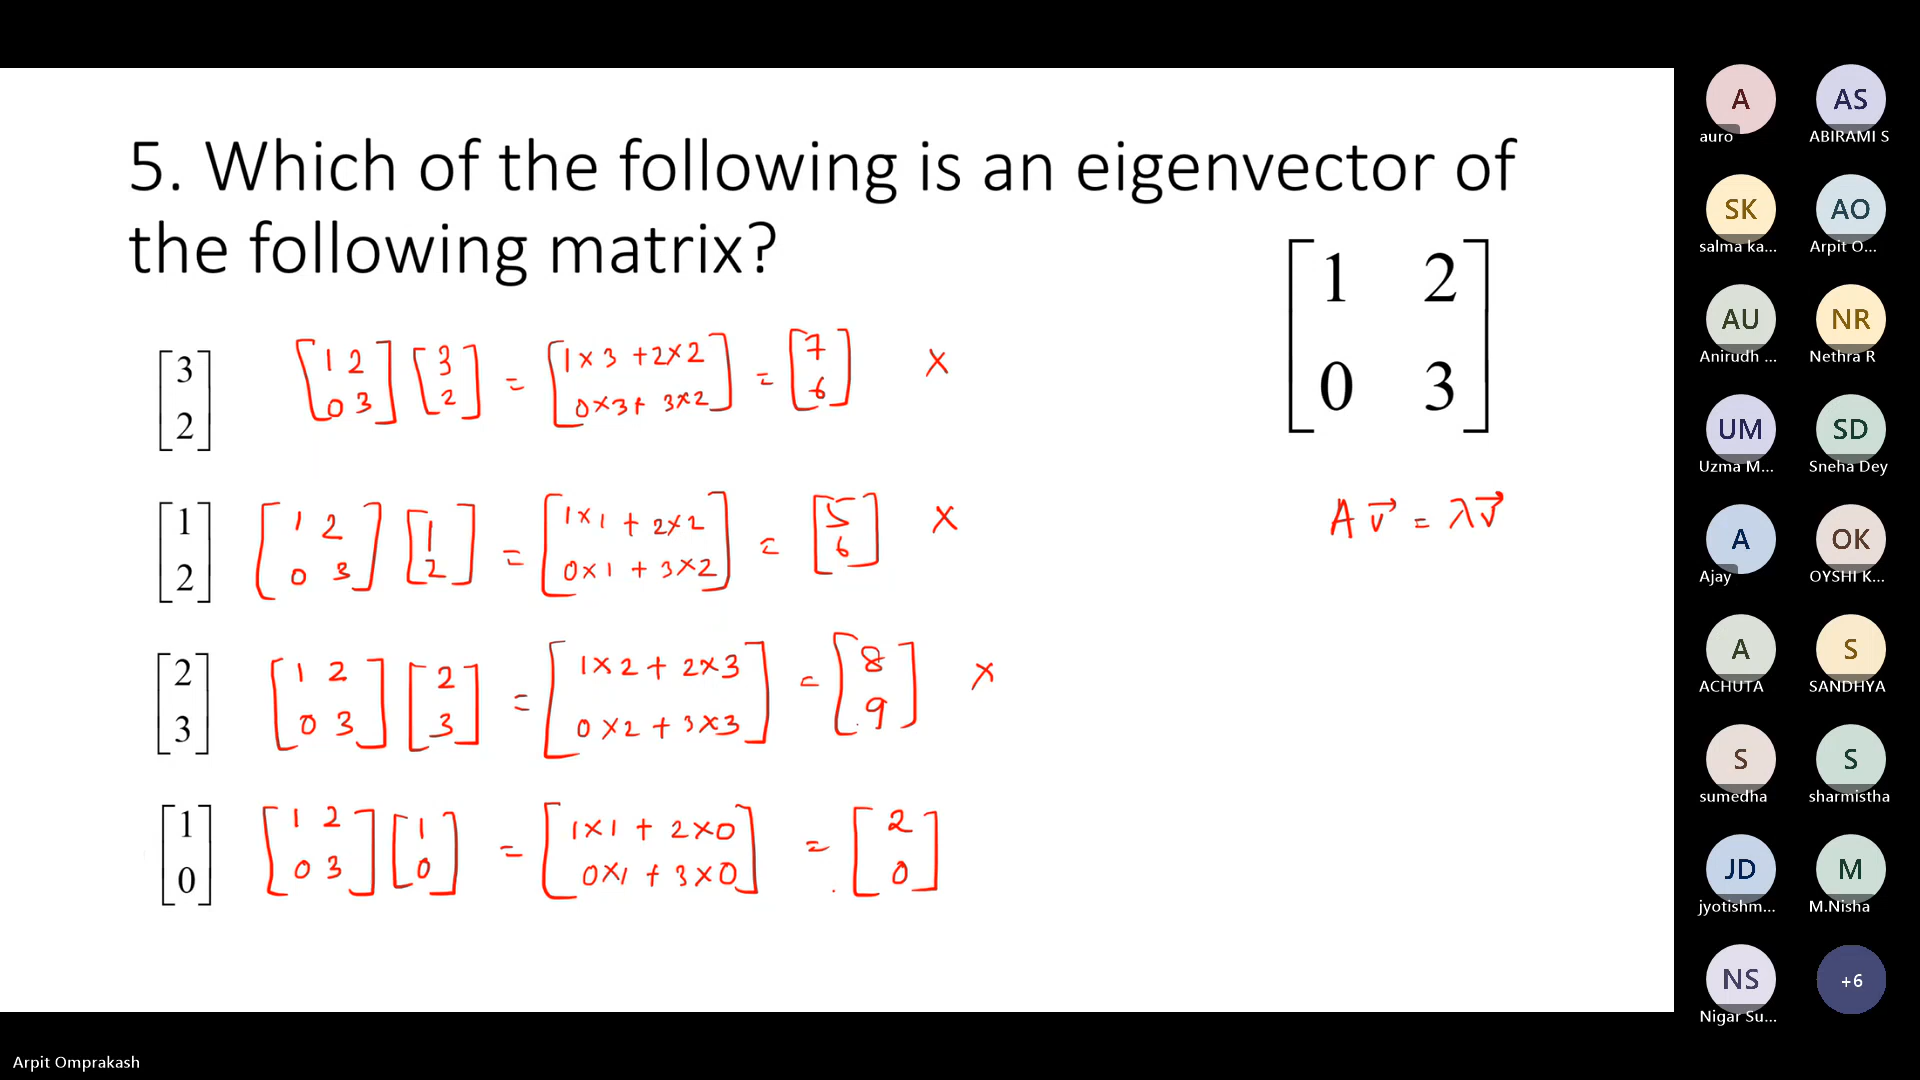 5. Which of the following is an eigenvector of
the following matrix?
[1 2
0 3]
[3
2] [1 2
0 3] [3
2] = [1×3 + 2×2
0×3+ 3×2] = [7
6] ×
[1
2] [1 2
0 3] [1
2] = [1×1 + 2×2
0×1 + 3×2] = [5
6] ×
A v⃗ = λv⃗
[2
3] [1 2
0 3] [2
3] = [1×2 + 2×3
0×2 + 3×3] = [8
9] ×
[1
0] [1 2
0 3] [1
0] = [1×1 + 2×0
0×1 + 3×0] = [2
0]
A
auro
AS
ABIRAMI S
SK
salma ka...
AO
Arpit O...
AU
Anirudh ...
NR
Nethra R
UM
Uzma M...
SD
Sneha Dey
A
Ajay
OK
OYSHI K...
A
ACHUTA
S
SANDHYA
S
sumedha
S
sharmistha
JD
jyotishm...
M
M.Nisha
NS
Nigar Su...
+6
Arpit Omprakash